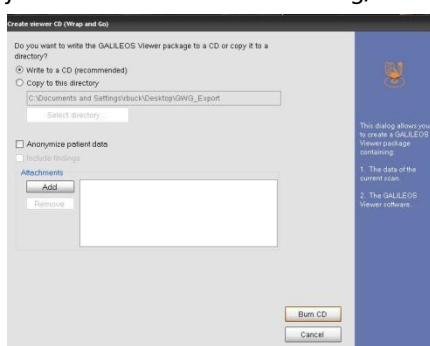 Create viewer CD (Wrap and Go)
Do you want to write the GALILEOS Viewer package to a CD or copy it to a
directory?
Write to a CD (recommended)
Copy to this directory
C:\Documents and Settings\rbuck\Desktop\GWG_Export
Select directory...
Anonymize patient data
Include findings
Attachments
Add
Remove
This dialog allows you
to create a GALILEOS
Viewer package
containing:
1. The data of the
current scan.
2. The GALILEOS
Viewer software.
Burn CD
Cancel